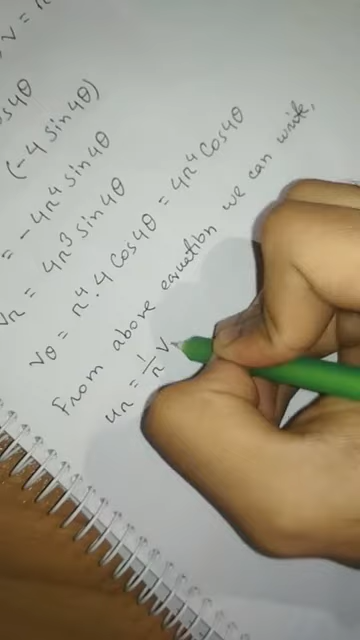 V = r
os4θ
(-4 sin4θ)
= -4r⁴ sin4θ
Vr = 4r³ sin4θ
Vθ = r⁴.4 cos4θ = 4r⁴ cos4θ
From above equation we can write,
ur = 1/r V